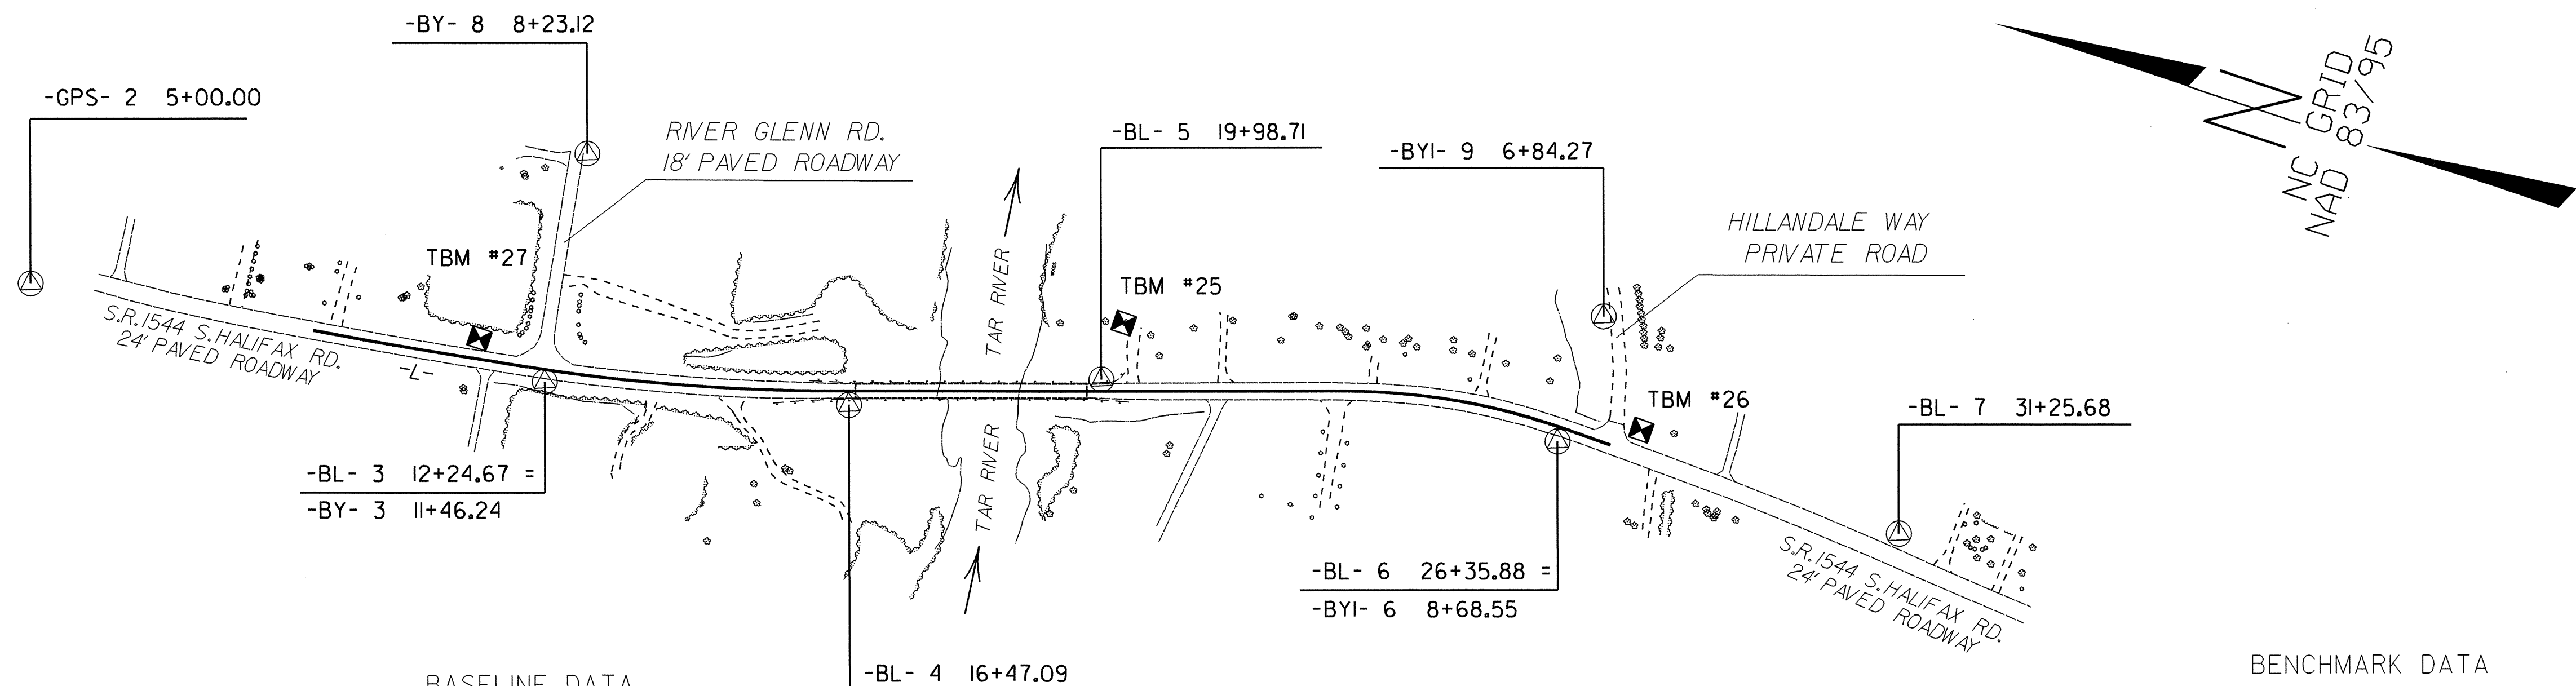 -BY- 8 8+23.12
-GPS- 2 5+00.00
RIVER GLENN RD.
18' PAVED ROADWAY
-BL- 5 19+98.71
-BY1- 9 6+84.27
NC GRID
NAD 83/95
HILLANDALE WAY
PRIVATE ROAD
TBM #27
TAR RIVER
TBM #25
S.R.1544 S.HALIFAX RD.
24' PAVED ROADWAY
-L-
TBM #26
-BL- 7 31+25.68
-BL- 3 12+24.67 =
-BY- 3 11+46.24
TAR RIVER
-BL- 6 26+35.88 =
-BY1- 6 8+68.55
S.R.1544 S.HALIFAX RD.
24' PAVED ROADWAY
-BL- 4 16+47.09
BASELINE DATA
BENCHMARK DATA